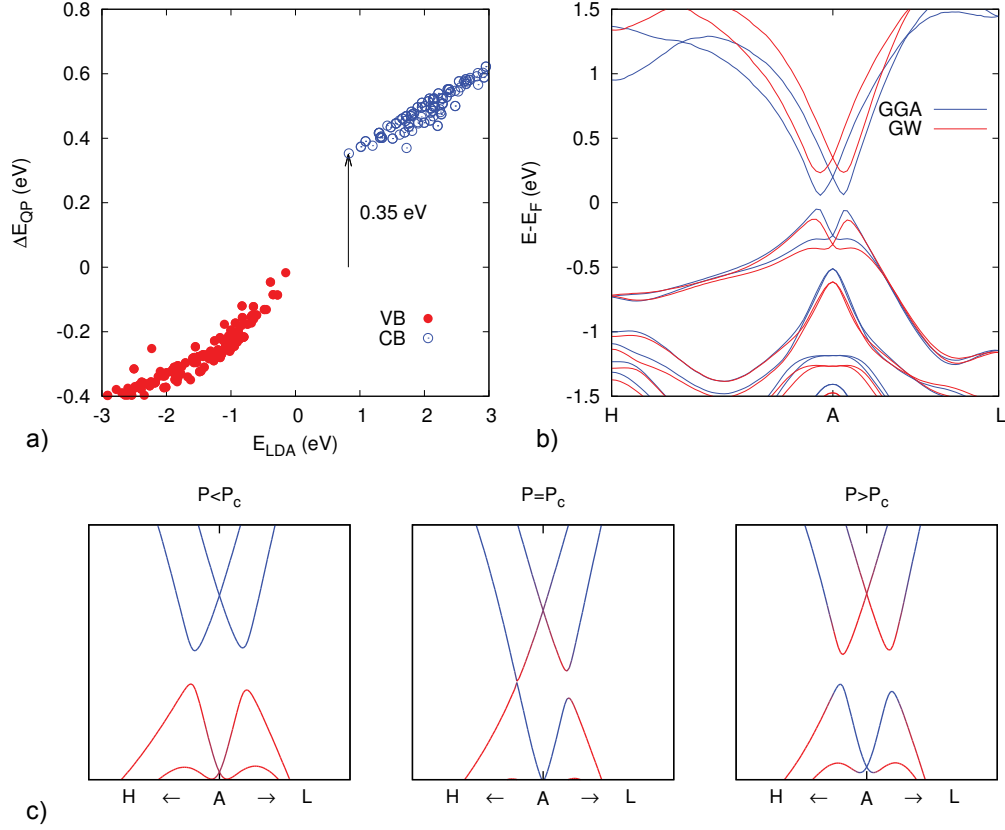 0.8
0.6
0.4
0.2
0
-0.2
-0.4
ΔE_QP (eV)
0.35 eV
VB
CB
-3 -2 -1 0 1 2 3
E_LDA (eV)
a)
1.5
1
0.5
0
-0.5
-1
-1.5
E-E_F (eV)
GGA
GW
H A L
b)
P<P_c P=P_c P>P_c
H ← A → L H ← A → L H ← A → L
c)